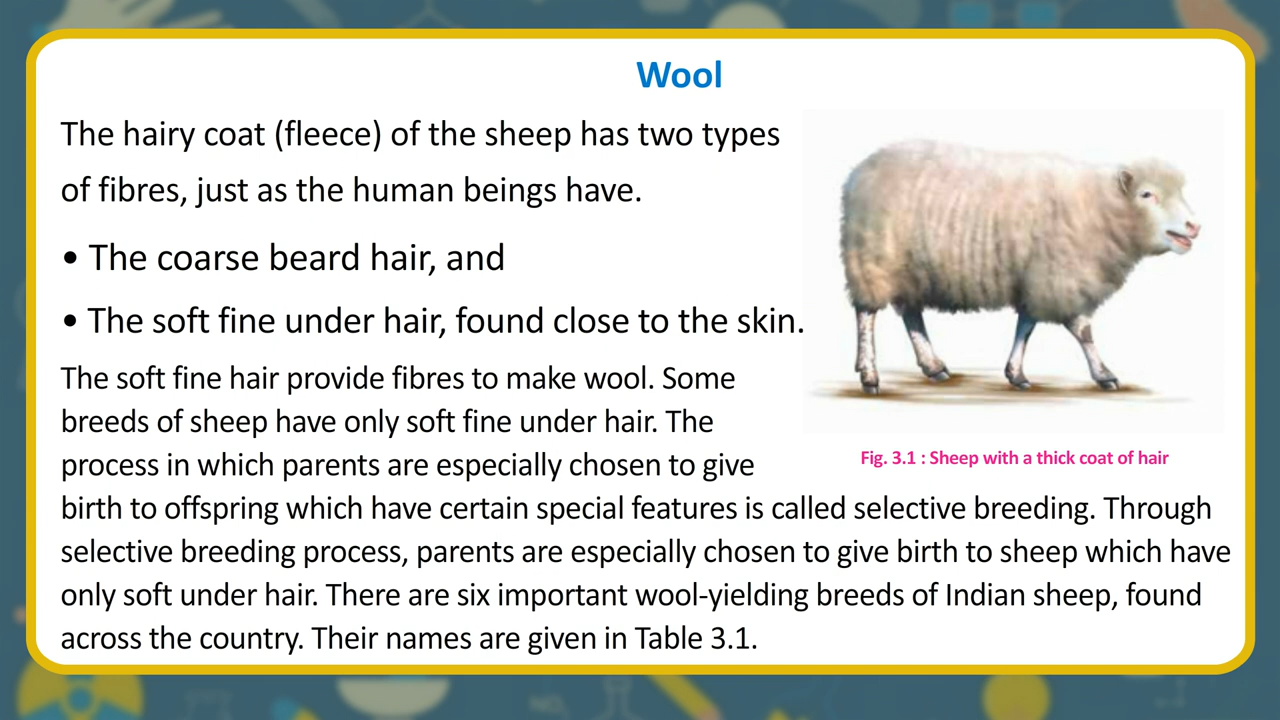 Wool
The hairy coat (fleece) of the sheep has two types
of fibres, just as the human beings have.
• The coarse beard hair, and
• The soft fine under hair, found close to the skin.
The soft fine hair provide fibres to make wool. Some
breeds of sheep have only soft fine under hair. The
process in which parents are especially chosen to give
birth to offspring which have certain special features is called selective breeding. Through
selective breeding process, parents are especially chosen to give birth to sheep which have
only soft under hair. There are six important wool-yielding breeds of Indian sheep, found
across the country. Their names are given in Table 3.1.
Fig. 3.1 : Sheep with a thick coat of hair